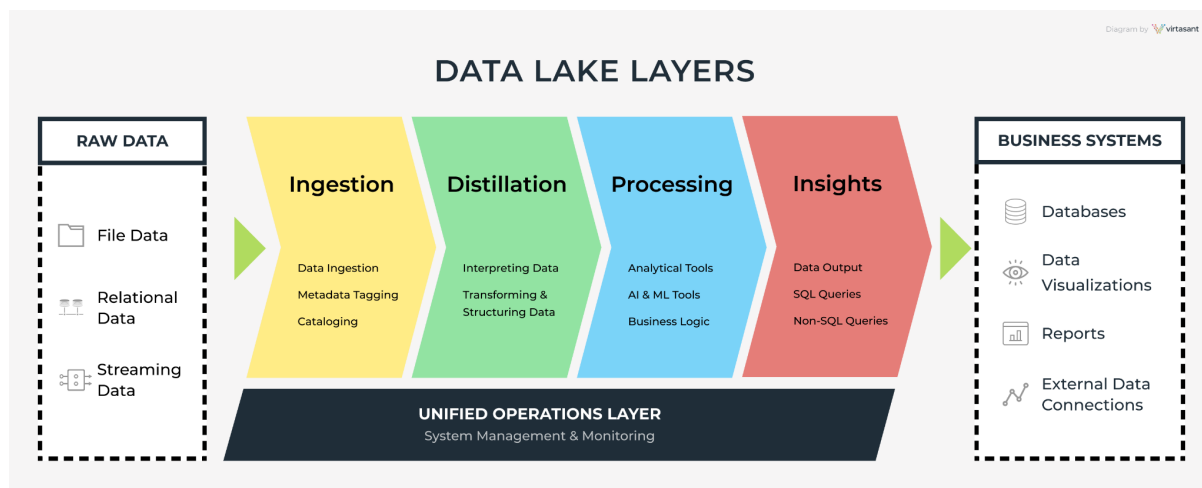 Diagram by virtasant
DATA LAKE LAYERS
RAW DATA
File Data
Relational
Data
Streaming
Data
Ingestion
Data Ingestion
Metadata Tagging
Cataloging
Distillation
Interpreting Data
Transforming &
Structuring Data
Processing
Analytical Tools
AI & ML Tools
Business Logic
Insights
Data Output
SQL Queries
Non-SQL Queries
UNIFIED OPERATIONS LAYER
System Management & Monitoring
BUSINESS SYSTEMS
Databases
Data
Visualizations
Reports
External Data
Connections